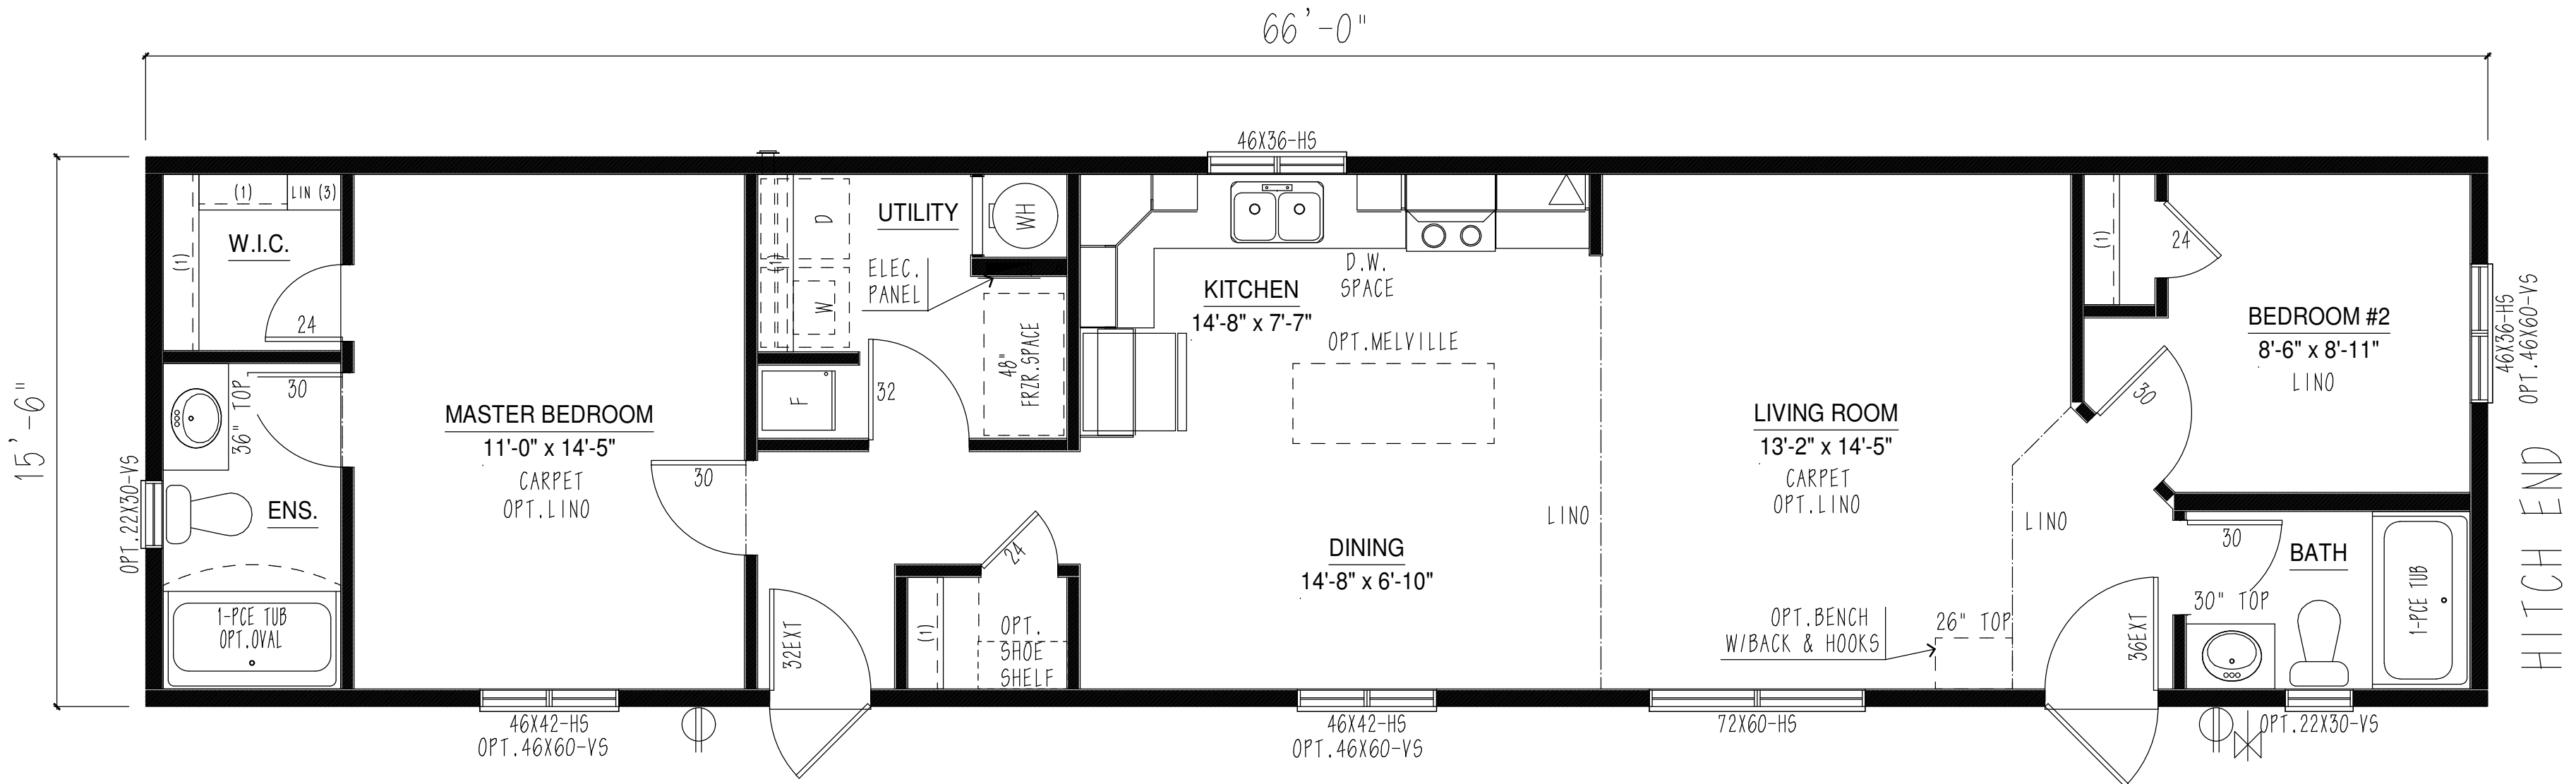 66'-0"
15'-6"
46X36-HS
(1)
LIN (3)
W.I.C.
(1)
24
30
36" TOP
ENS.
OPT.22X30-VS
1-PCE TUB
OPT.OVAL
MASTER BEDROOM
11'-0" x 14'-5"
CARPET
OPT.LINO
30
46X42-HS
OPT.46X60-VS
D
(1)
W
UTILITY
WH
ELEC.
PANEL
48"
FRZR.SPACE
F
32
32EXT
24
(1)
OPT.
SHOE
SHELF
KITCHEN
14'-8" x 7'-7"
D.W.
SPACE
OPT.MELVILLE
DINING
14'-8" x 6'-10"
LINO
46X42-HS
OPT.46X60-VS
LIVING ROOM
13'-2" x 14'-5"
CARPET
OPT.LINO
LINO
OPT.BENCH
W/BACK & HOOKS
26" TOP
72X60-HS
36EXT
(1)
24
BEDROOM #2
8'-6" x 8'-11"
LINO
30
46X36-HS
OPT.46X60-VS
30
BATH
30" TOP
1-PCE TUB
OPT.22X30-VS
HITCH END